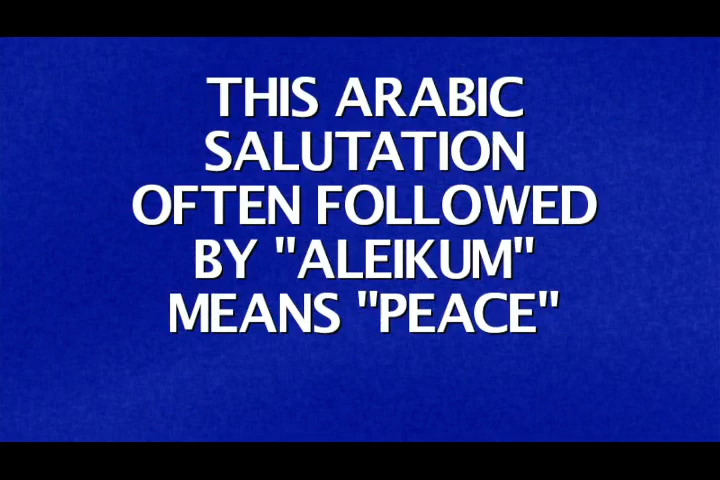 THIS ARABIC
SALUTATION
OFTEN FOLLOWED
BY "ALEIKUM"
MEANS "PEACE"